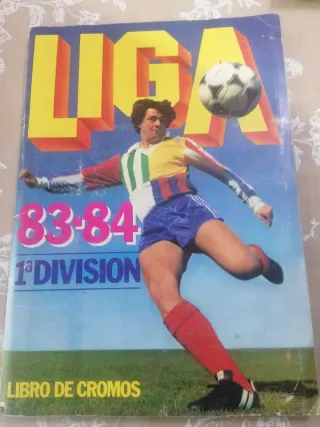 LIGA
83-84
1ª DIVISION
LIBRO DE CROMOS